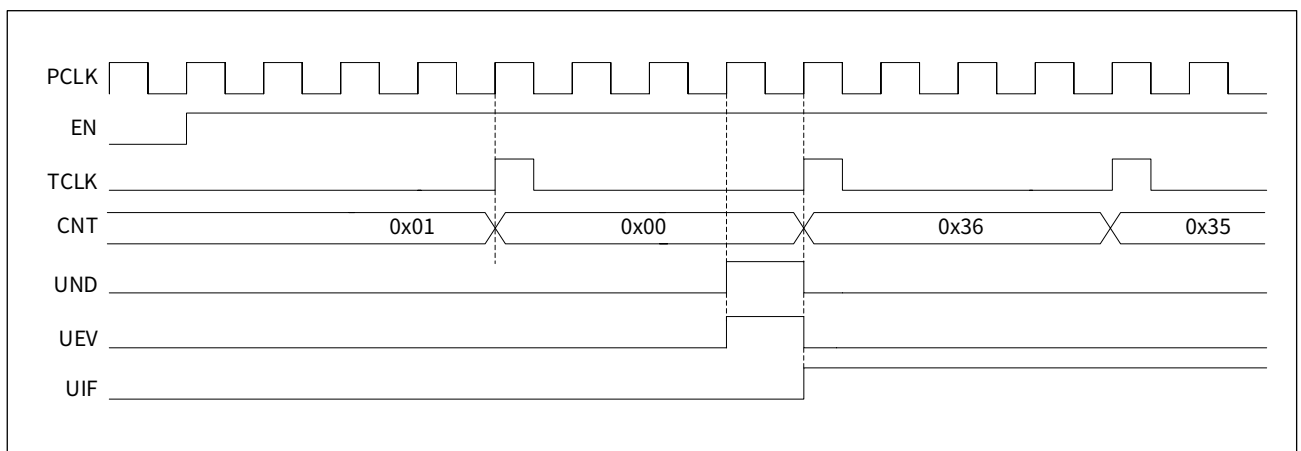 PCLK
EN
TCLK
CNT 0x01 0x00 0x36 0x35
UND
UEV
UIF